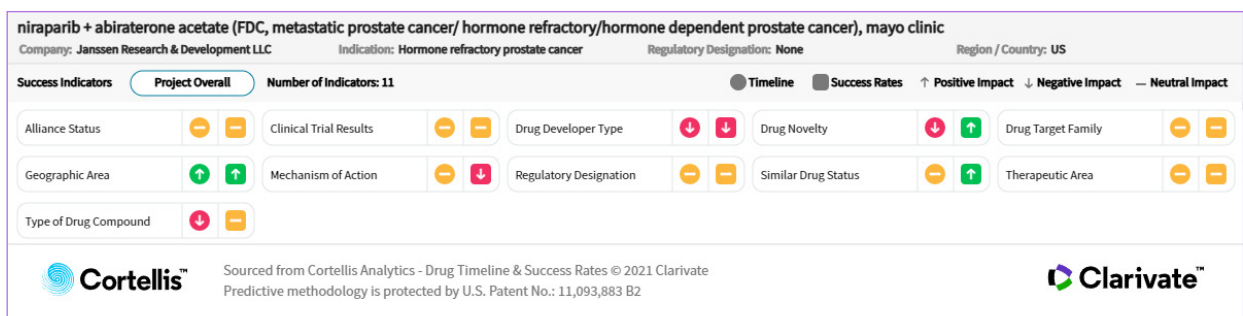 niraparib + abiraterone acetate (FDC, metastatic prostate cancer/ hormone refractory/hormone dependent prostate cancer), mayo clinic
Company: Janssen Research & Development LLC Indication: Hormone refractory prostate cancer Regulatory Designation: None Region / Country: US
Success Indicators Project Overall Number of Indicators: 11 Timeline Success Rates ↑ Positive Impact ↓ Negative Impact — Neutral Impact
Alliance Status Clinical Trial Results Drug Developer Type Drug Novelty Drug Target Family
Geographic Area Mechanism of Action Regulatory Designation Similar Drug Status Therapeutic Area
Type of Drug Compound
Cortellis™ Sourced from Cortellis Analytics - Drug Timeline & Success Rates © 2021 Clarivate
Predictive methodology is protected by U.S. Patent No.: 11,093,883 B2
Clarivate™